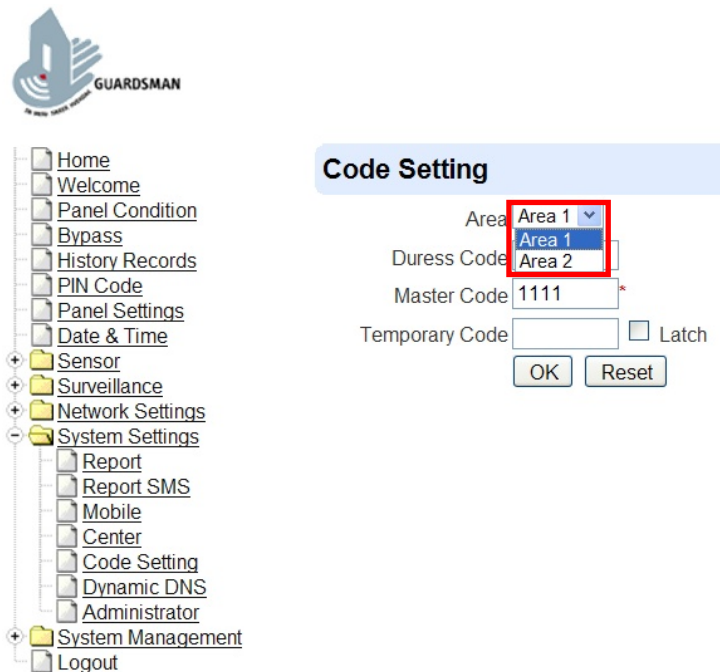 GUARDSMAN
Home
Welcome
Panel Condition
Bypass
History Records
PIN Code
Panel Settings
Date & Time
Sensor
Surveillance
Network Settings
System Settings
Report
Report SMS
Mobile
Center
Code Setting
Dynamic DNS
Administrator
System Management
Logout
Code Setting
Area Area 1
Area 1
Area 2
Duress Code
Master Code 1111 *
Temporary Code Latch
OK Reset